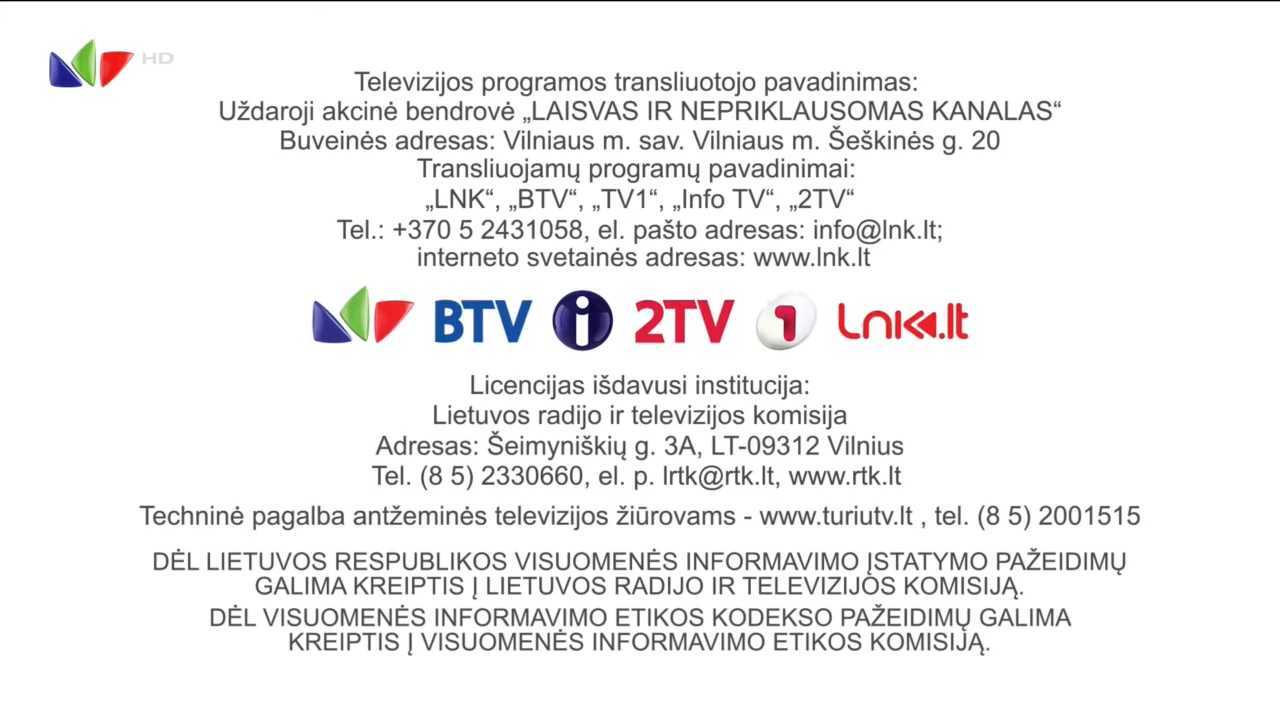 HD
Televizijos programos transliuotojo pavadinimas:
Uždaroji akcinė bendrovė „LAISVAS IR NEPRIKLAUSOMAS KANALAS“
Buveinės adresas: Vilniaus m. sav. Vilniaus m. Šeškinės g. 20
Transliuojamų programų pavadinimai:
„LNK“, „BTV“, „TV1“, „Info TV“, „2TV“
Tel.: +370 5 2431058, el. pašto adresas: info@lnk.lt;
interneto svetainės adresas: www.lnk.lt
BTV i 2TV 1 lnk.lt
Licencijas išdavusi institucija:
Lietuvos radijo ir televizijos komisija
Adresas: Šeimyniškių g. 3A, LT-09312 Vilnius
Tel. (8 5) 2330660, el. p. lrtk@rtk.lt, www.rtk.lt
Techninė pagalba antžeminės televizijos žiūrovams - www.turiutv.lt , tel. (8 5) 2001515
DĖL LIETUVOS RESPUBLIKOS VISUOMENĖS INFORMAVIMO ĮSTATYMO PAŽEIDIMŲ
GALIMA KREIPTIS Į LIETUVOS RADIJO IR TELEVIZIJOS KOMISIJĄ.
DĖL VISUOMENĖS INFORMAVIMO ETIKOS KODEKSO PAŽEIDIMŲ GALIMA
KREIPTIS Į VISUOMENĖS INFORMAVIMO ETIKOS KOMISIJĄ.